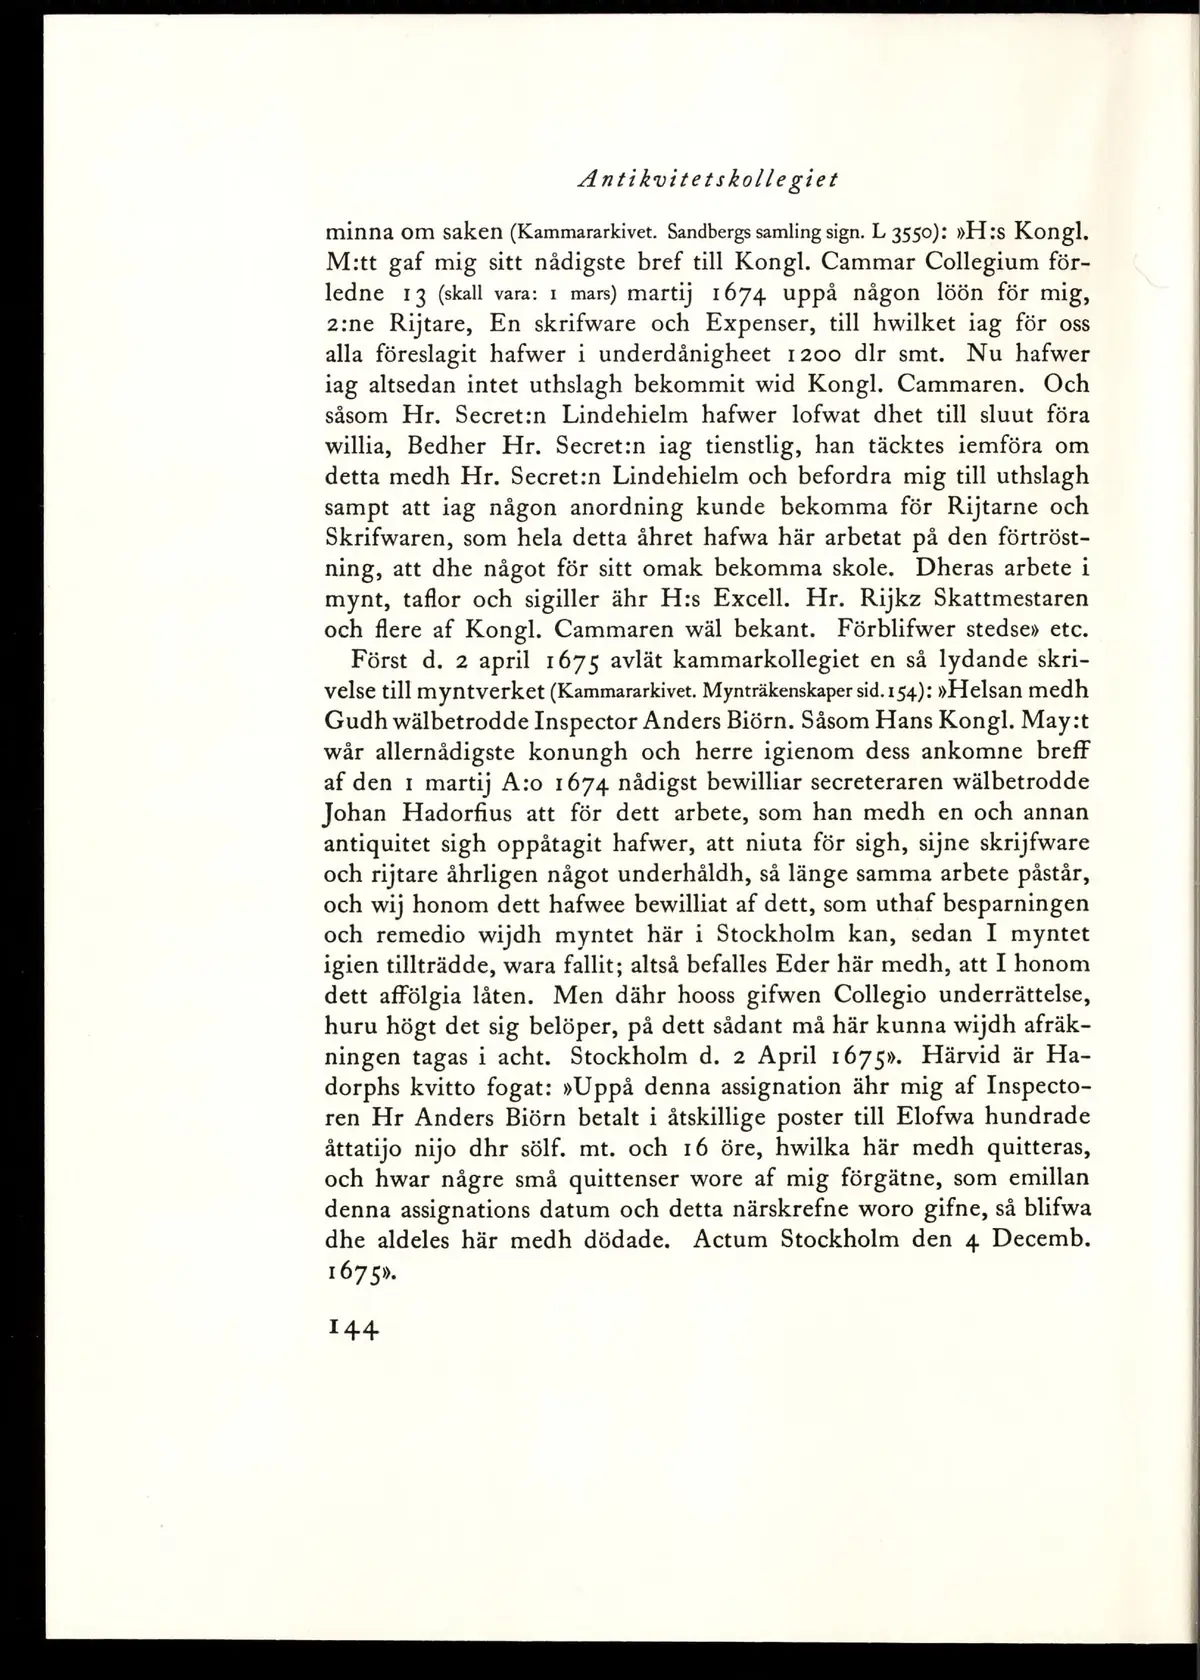 Antikvitetskollegiet
minna om saken (Kammararkivet. Sandbergs samling sign. L 3550): »H:s Kongl.
M:tt gaf mig sitt nådigste bref till Kongl. Cammar Collegium för-
ledne 13 (skall vara: 1 mars) martij 1674 uppå någon löön för mig,
2:ne Rijtare, En skrifware och Expenser, till hwilket iag för oss
alla föreslagit hafwer i underdånigheet 1200 dlr smt. Nu hafwer
iag altsedan intet uthslagh bekommit wid Kongl. Cammaren. Och
såsom Hr. Secret:n Lindehielm hafwer lofwat dhet till sluut föra
willia, Bedher Hr. Secret:n iag tienstlig, han täcktes iemföra om
detta medh Hr. Secret:n Lindehielm och befordra mig till uthslagh
sampt att iag någon anordning kunde bekomma för Rijtarne och
Skrifwaren, som hela detta åhret hafwa här arbetat på den förtröst-
ning, att dhe något för sitt omak bekomma skole. Dheras arbete i
mynt, taflor och sigiller ähr H:s Excell. Hr. Rijkz Skattmestaren
och flere af Kongl. Cammaren wäl bekant. Förblifwer stedse» etc.
Först d. 2 april 1675 avlät kammarkollegiet en så lydande skri-
velse till myntverket (Kammararkivet. Mynträkenskaper sid. 154): »Helsan medh
Gudh wälbetrodde Inspector Anders Biörn. Såsom Hans Kongl. May:t
wår allernådigste konungh och herre igienom dess ankomne breff
af den 1 martij A:o 1674 nådigst bewilliar secreteraren wälbetrodde
Johan Hadorfius att för dett arbete, som han medh en och annan
antiquitet sigh oppåtagit hafwer, att niuta för sigh, sijne skrijfware
och rijtare åhrligen något underhåldh, så länge samma arbete påstår,
och wij honom dett hafwee bewilliat af dett, som uthaf besparningen
och remedio wijdh myntet här i Stockholm kan, sedan I myntet
igien tillträdde, wara fallit; altså befalles Eder här medh, att I honom
dett affölgia låten. Men dähr hooss gifwen Collegio underrättelse,
huru högt det sig belöper, på dett sådant må här kunna wijdh afräk-
ningen tagas i acht. Stockholm d. 2 April 1675». Härvid är Ha-
dorphs kvitto fogat: »Uppå denna assignation ähr mig af Inspecto-
ren Hr Anders Biörn betalt i åtskillige poster till Elofwa hundrade
åttatijo nijo dhr sölf. mt. och 16 öre, hwilka här medh quitteras,
och hwar någre små quittenser wore af mig förgätne, som emillan
denna assignations datum och detta närskrefne woro gifne, så blifwa
dhe aldeles här medh dödade. Actum Stockholm den 4 Decemb.
1675».
144